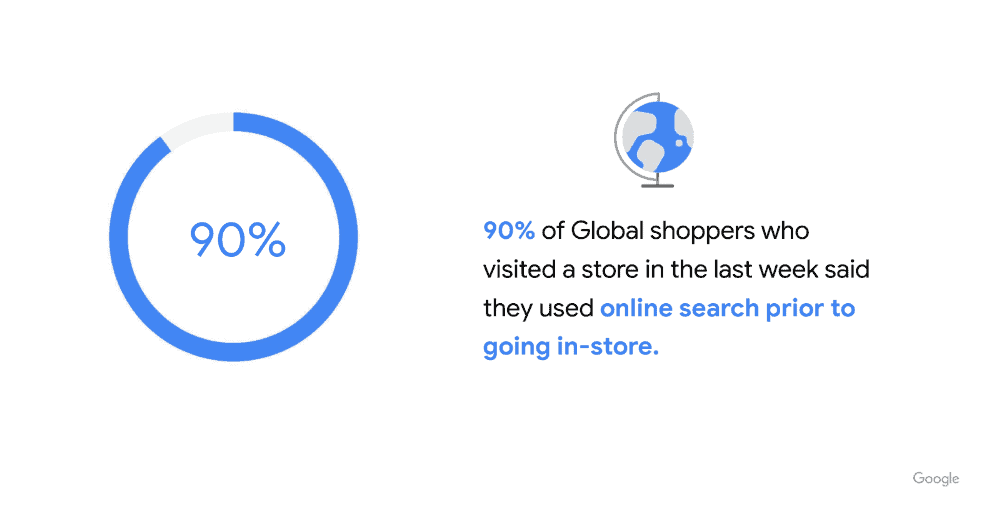 90%
90% of Global shoppers who
visited a store in the last week said
they used online search prior to
going in-store.
Google